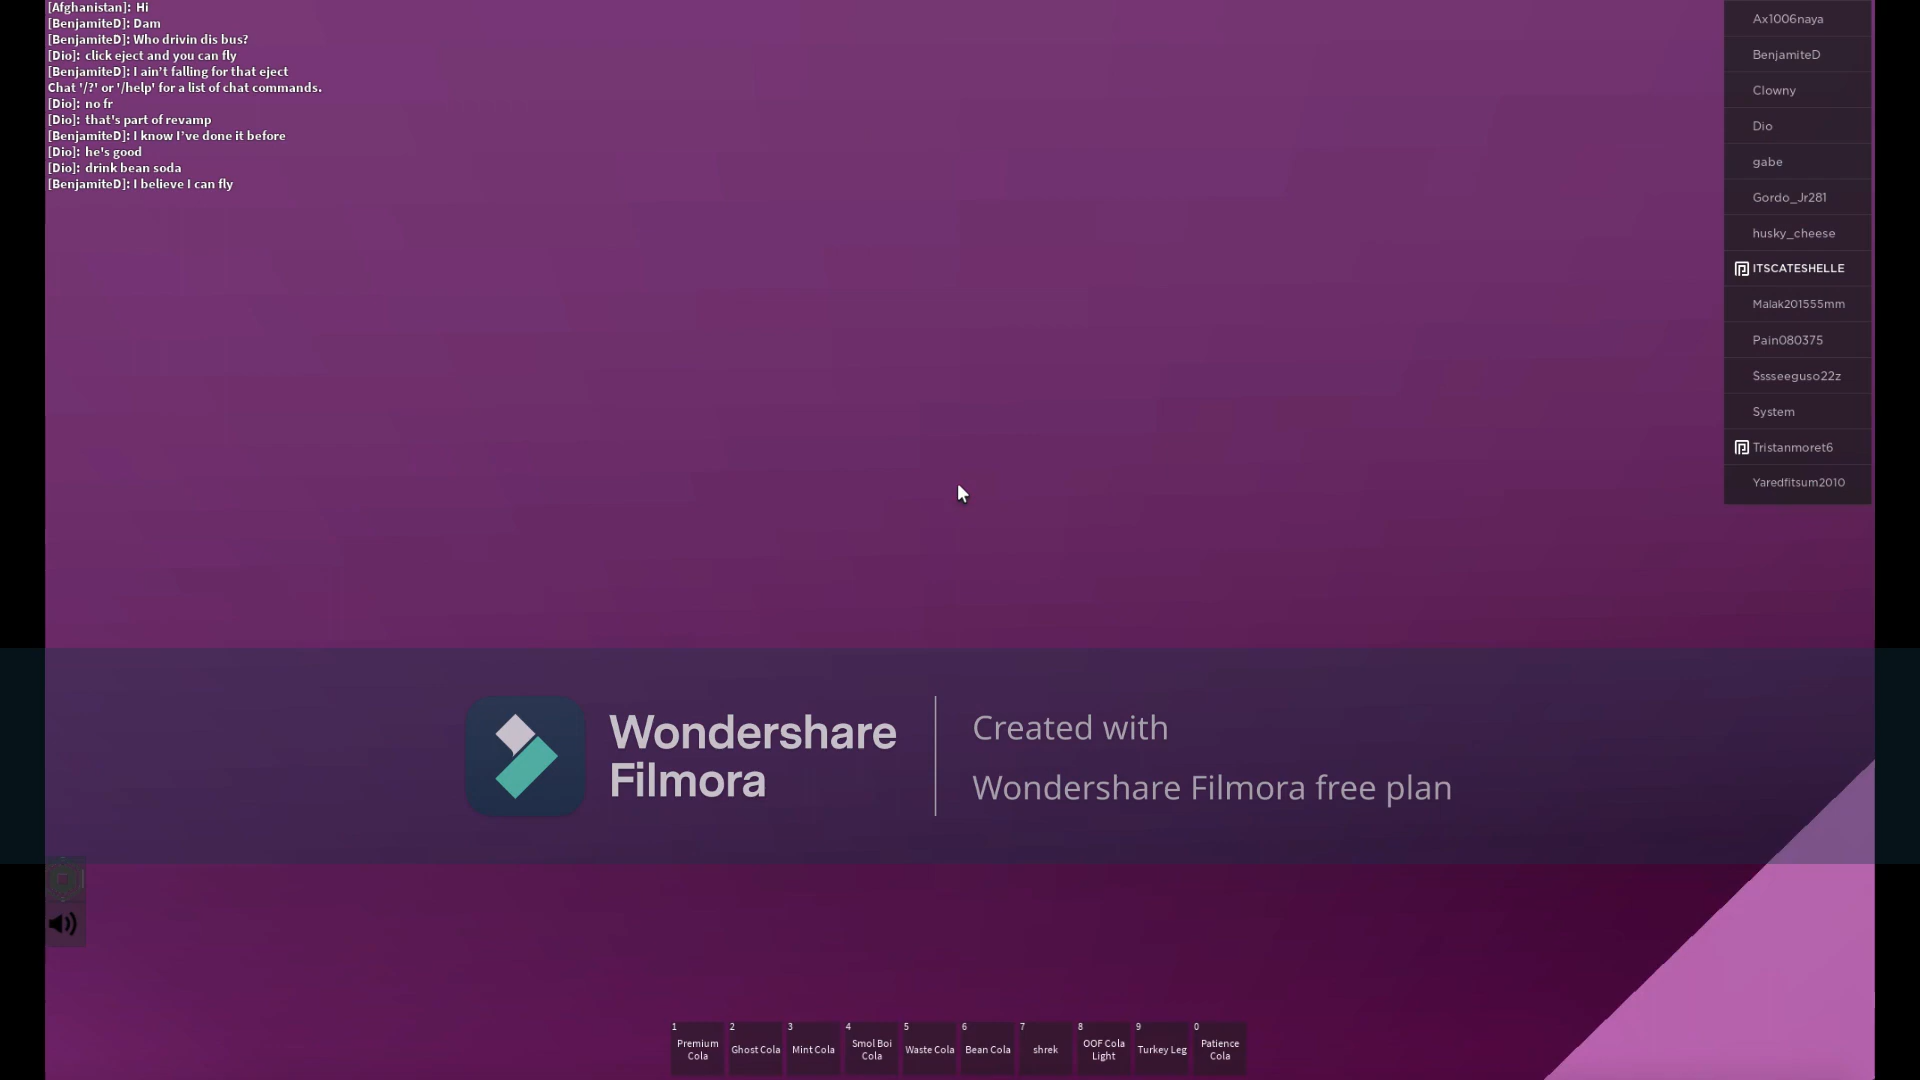 [Afghanistan]: Hi
[BenjamiteD]: Dam
[BenjamiteD]: Who drivin dis bus?
[Dio]: click eject and you can fly
[BenjamiteD]: I ain't falling for that eject
Chat '/?' or '/help' for a list of chat commands.
[Dio]: no fr
[Dio]: that's part of revamp
[BenjamiteD]: I know I've done it before
[Dio]: he's good
[Dio]: drink bean soda
[BenjamiteD]: I believe I can fly
Ax1006naya
BenjamiteD
Clowny
Dio
gabe
Gordo_Jr281
husky_cheese
ITSCATESHELLE
Malak201555mm
Pain080375
Sssseeguso22z
System
Tristanmoret6
Yaredfitsum2010
Wondershare
Filmora
Created with
Wondershare Filmora free plan
1
Premium
Cola
2
Ghost Cola
3
Mint Cola
4
Smol Boi
Cola
5
Waste Cola
6
Bean Cola
7
shrek
8
OOF Cola
Light
9
Turkey Leg
0
Patience
Cola